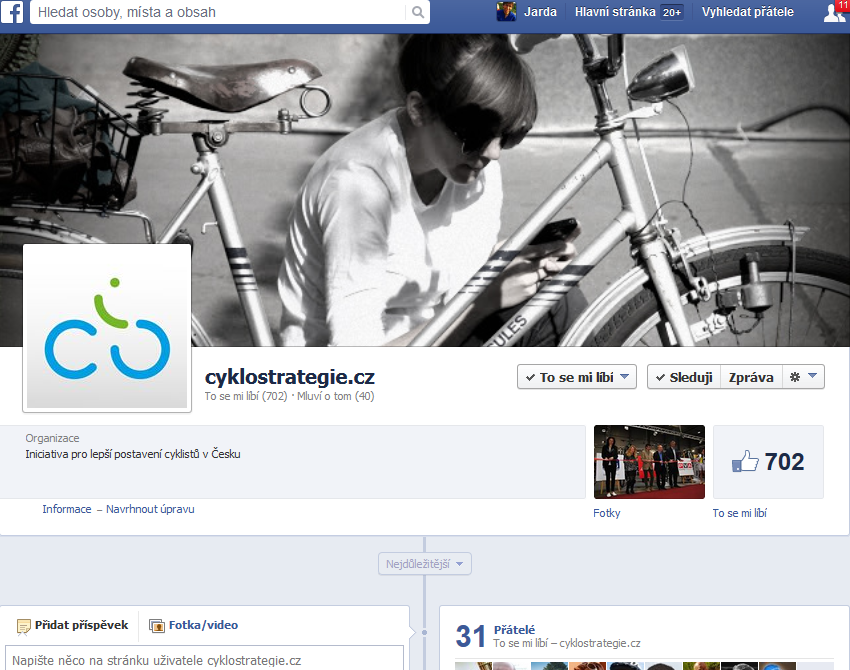 Hledat osoby, místa a obsah
Jarda
Hlavní stránka 20+
Vyhledat přátele
11
cyklostrategie.cz
To se mi líbí (702) · Mluví o tom (40)
To se mi líbí
Sleduji
Zpráva
Organizace
Iniciativa pro lepší postavení cyklistů v Česku
Informace – Navrhnout úpravu
Fotky
702
To se mi líbí
Nejdůležitější
Přidat příspěvek
Fotka/video
Napište něco na stránku uživatele cyklostrategie.cz
31 Přátelé
To se mi líbí – cyklostrategie.cz